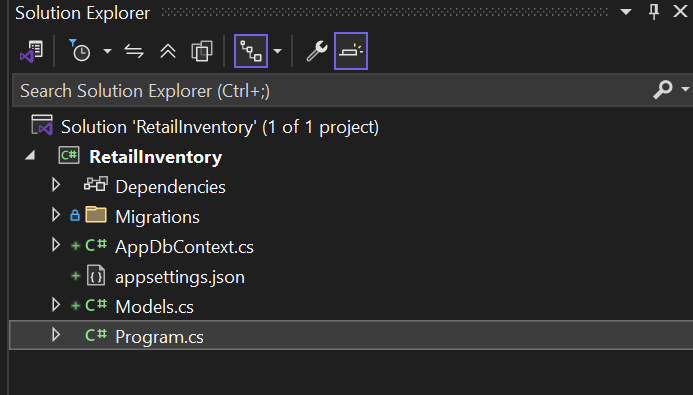 Solution Explorer
Search Solution Explorer (Ctrl+;)
Solution 'RetailInventory' (1 of 1 project)
C# RetailInventory
Dependencies
Migrations
+ C# AppDbContext.cs
+ {} appsettings.json
+ C# Models.cs
C# Program.cs